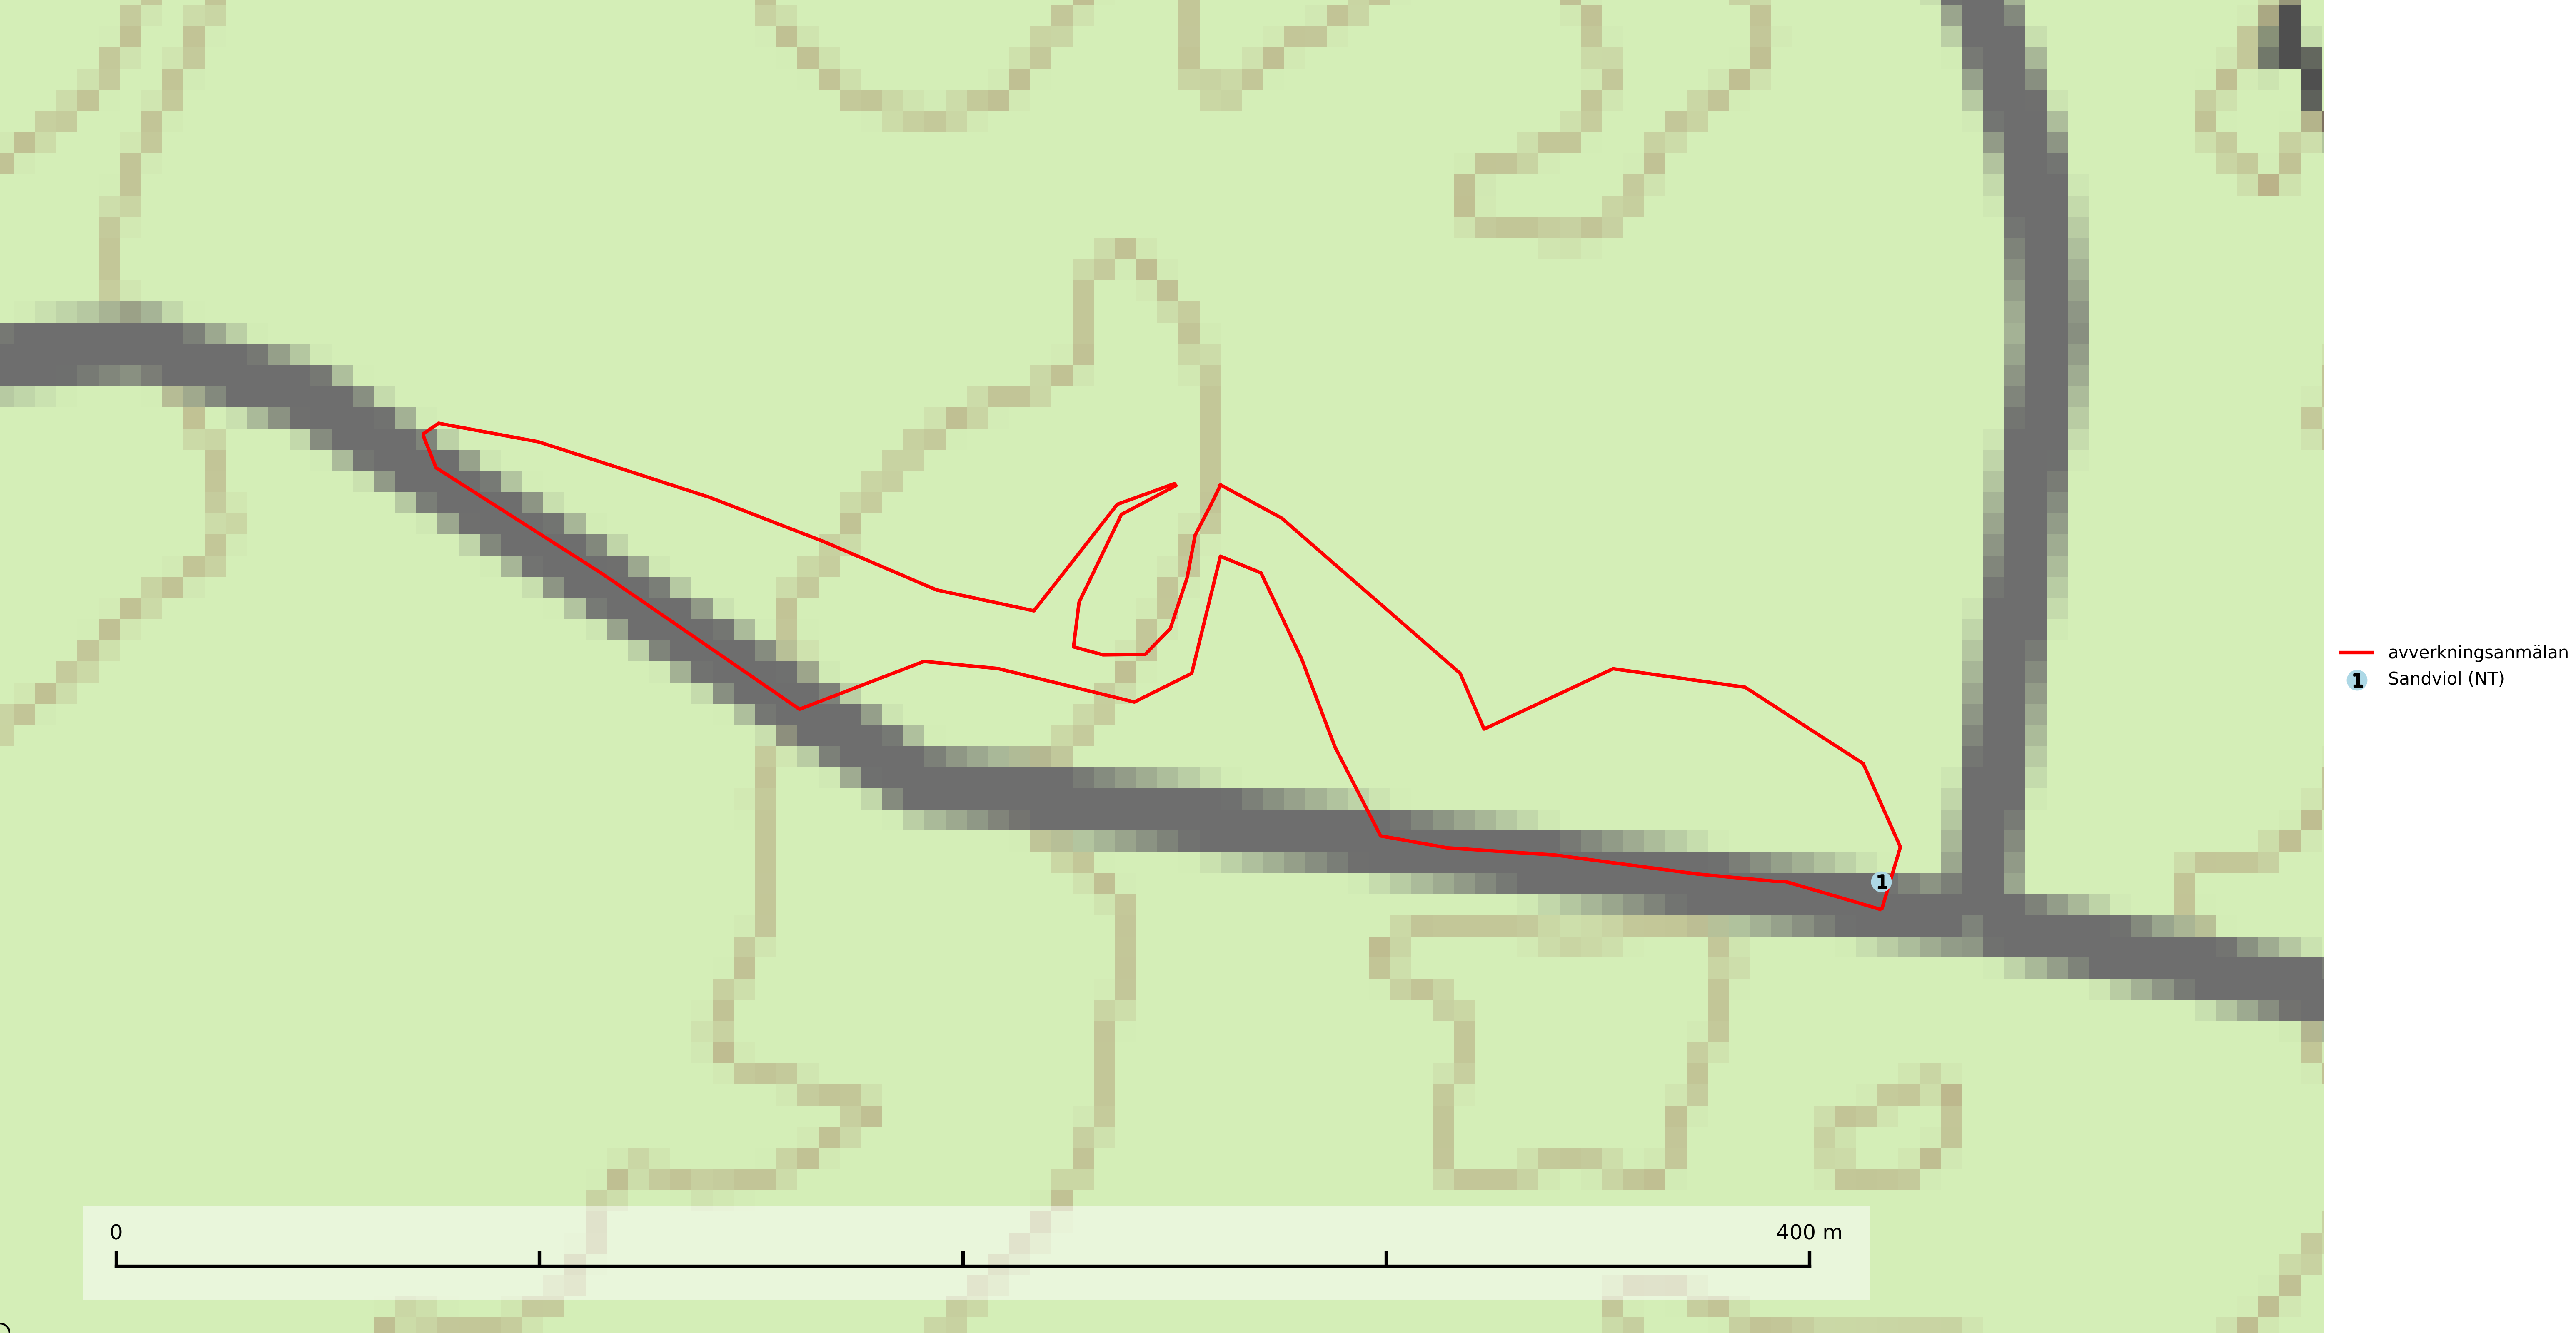 1
avverkningsanmälan
1 Sandviol (NT)
0 400 m